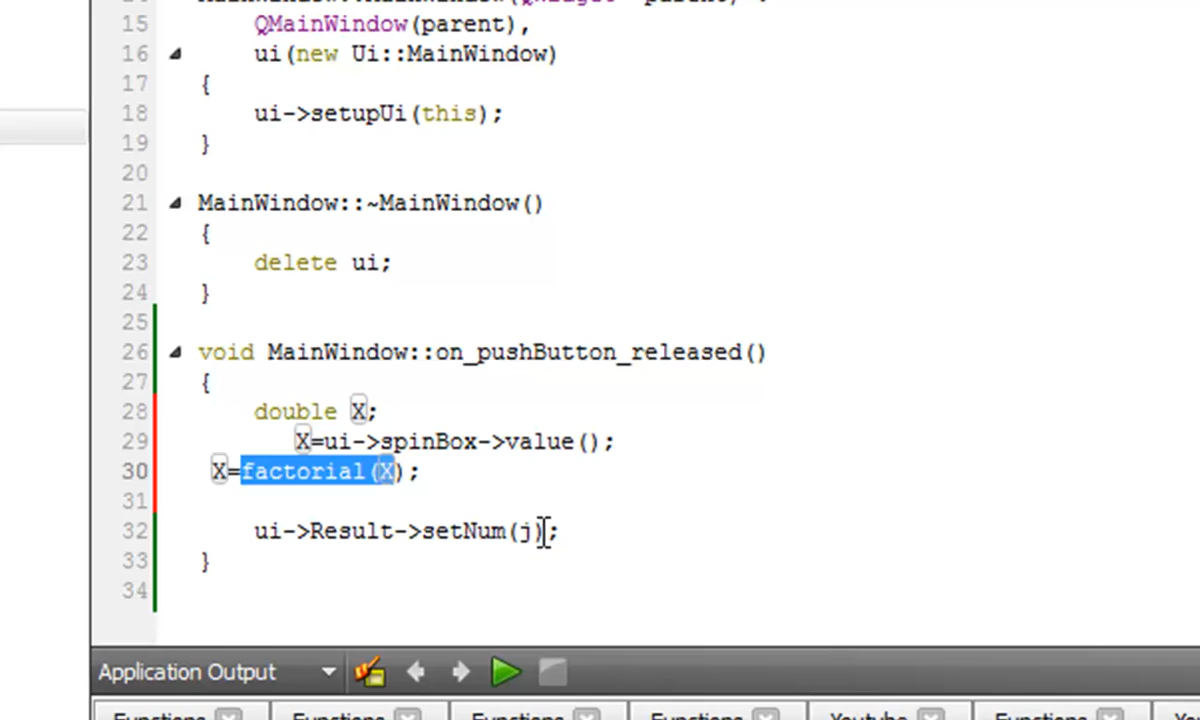 15 QMainWindow(parent),
16 ui(new Ui::MainWindow)
17 {
18 ui->setupUi(this);
19 }
20
21 MainWindow::~MainWindow()
22 {
23 delete ui;
24 }
25
26 void MainWindow::on_pushButton_released()
27 {
28 double X;
29 X=ui->spinBox->value();
30 X=factorial(X);
31
32 ui->Result->setNum(j);
33 }
34
Application Output
Functions Functions Functions Functions Youtube Functions